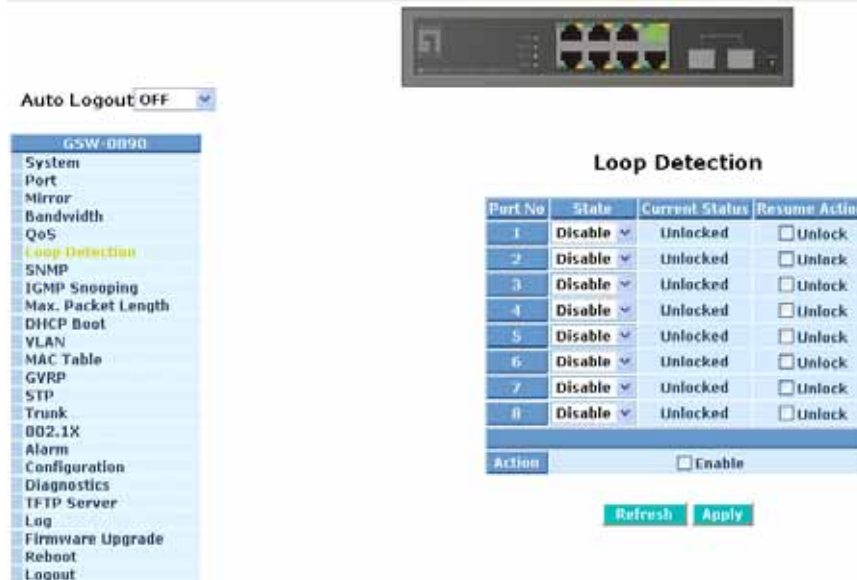 Auto Logout OFF
GSW-0890
System
Port
Mirror
Bandwidth
QoS
Loop Detection
SNMP
IGMP Snooping
Max. Packet Length
DHCP Boot
VLAN
MAC Table
GVRP
STP
Trunk
802.1X
Alarm
Configuration
Diagnostics
TFTP Server
Log
Firmware Upgrade
Reboot
Logout
Loop Detection
Port No State Current Status Resume Actio
1 Disable Unlocked Unlock
2 Disable Unlocked Unlock
3 Disable Unlocked Unlock
4 Disable Unlocked Unlock
5 Disable Unlocked Unlock
6 Disable Unlocked Unlock
7 Disable Unlocked Unlock
8 Disable Unlocked Unlock
Action Enable
Refresh Apply